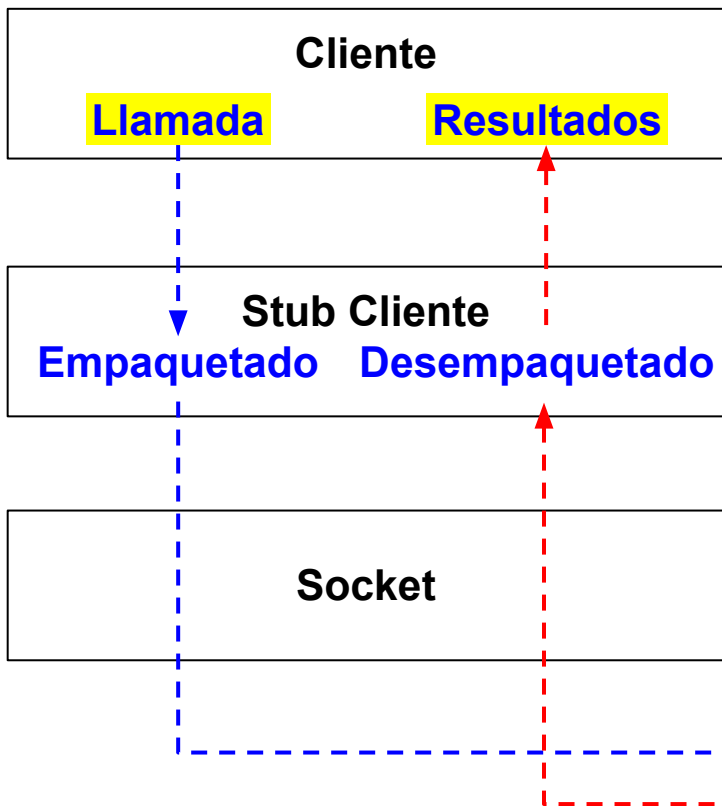 Cliente
Llamada Resultados
Stub Cliente
Empaquetado Desempaquetado
Socket